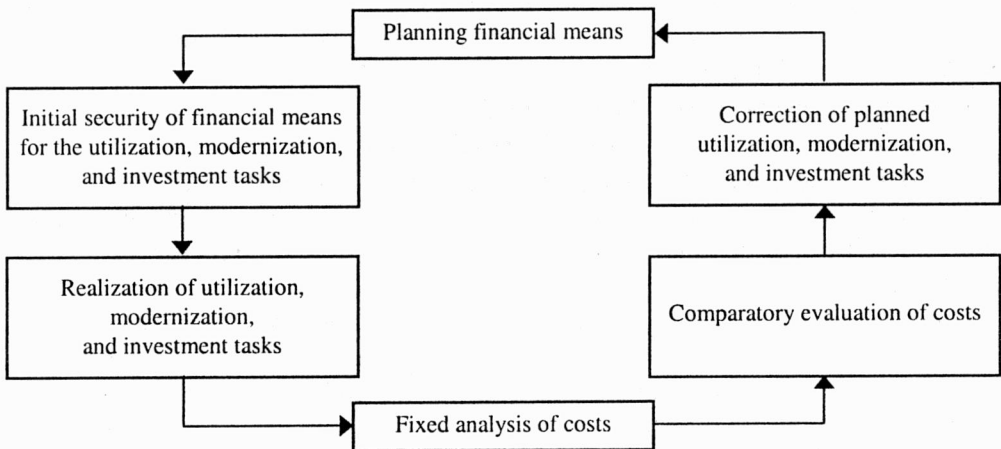 Planning financial means
Initial security of financial means
for the utilization, modernization,
and investment tasks
Correction of planned
utilization, modernization,
and investment tasks
Realization of utilization,
modernization,
and investment tasks
Comparatory evaluation of costs
Fixed analysis of costs